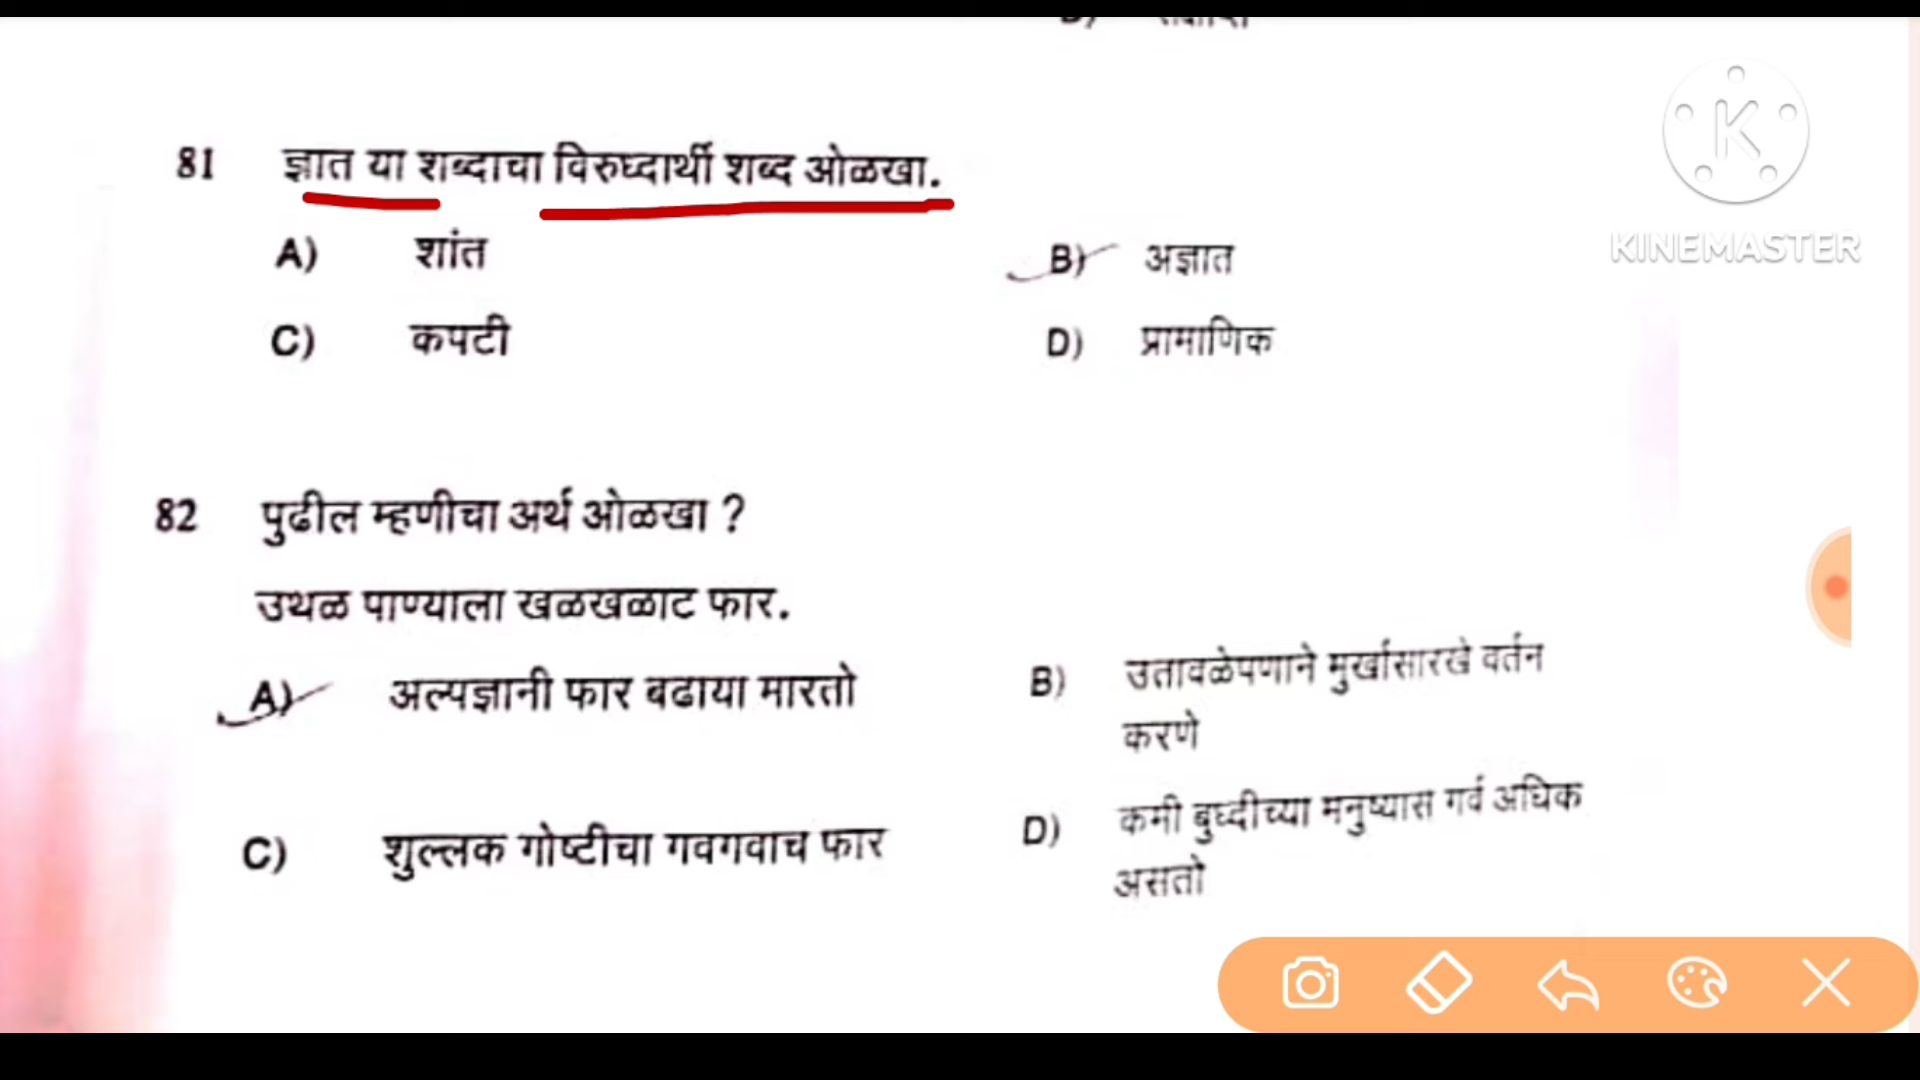 81 ज्ञात या शब्दाचा विरुध्दार्थी शब्द ओळखा.
A) शांत B) अज्ञात
C) कपटी D) प्रामाणिक
82 पुढील म्हणीचा अर्थ ओळखा ?
उथळ पाण्याला खळखळाट फार.
A) अल्पज्ञानी फार बढाया मारतो
B) उतावळेपणाने मुर्खासारखे वर्तन
करणे
C) शुल्लक गोष्टीचा गवगवाच फार
D) कमी बुध्दीच्या मनुष्यास गर्व अधिक
असतो
K
KINEMASTER